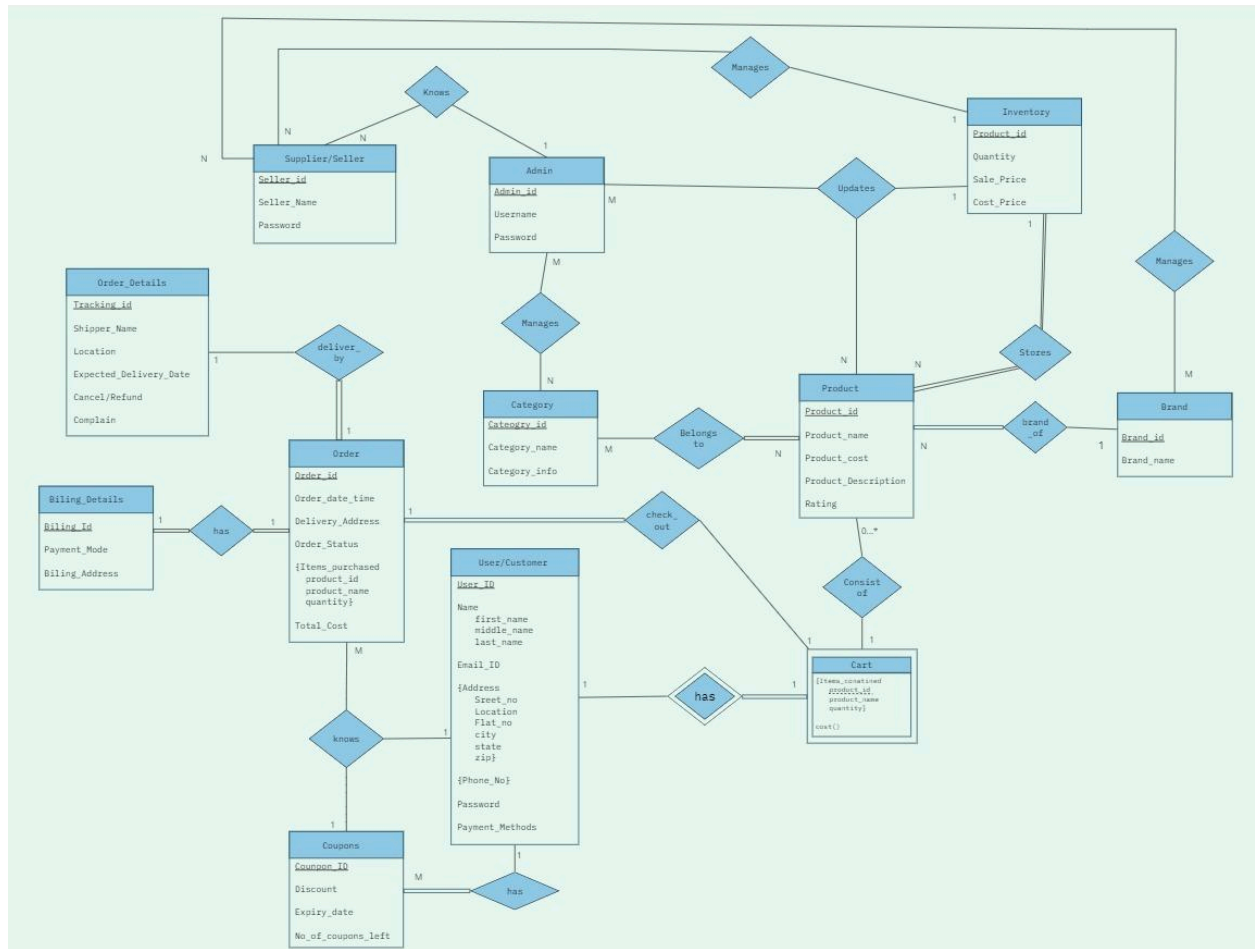 Manages
Knows
Inventory
Product_id
Quantity
Sale_Price
Cost_Price
1
N
N
1
N
Supplier/Seller
Seller_id
Seller_Name
Password
Admin
Admin_id
Username
Password
M
Updates
1
1
M
Manages
Order_Details
Tracking_id
Shipper_Name
Location
Expected_Delivery_Date
Cancel/Refund
Complain
1
deliver_
by
1
Manages
N
Stores
N
N
M
Category
Cateogry_id
Category_name
Category_info
M
Belongs
to
N
Product
Product_id
Product_name
Product_cost
Product_Description
Rating
N
brand
_of
1
Brand
Brand_id
Brand_name
Order
Order_id
Order_date_time
Delivery_Address
Order_Status
{Items_purchased
product_id
product_name
quantity}
Total_Cost
M
1
Biling_Details
Biling_Id
Payment_Mode
Biling_Address
1
has
1
check_
out
1
0...*
Consist
of
1
User/Customer
User_ID
Name
first_name
middle_name
last_name
Email_ID
{Address
Sreet_no
Location
Flat_no
city
state
zip}
{Phone_No}
Password
Payment_Methods
1
has
1
Cart
{Items_conatined
product_id
product_name
quantity}
cost()
knows
1
1
Coupons
Counpon_ID
Discount
Expiry_date
No_of_coupons_left
M
has
1